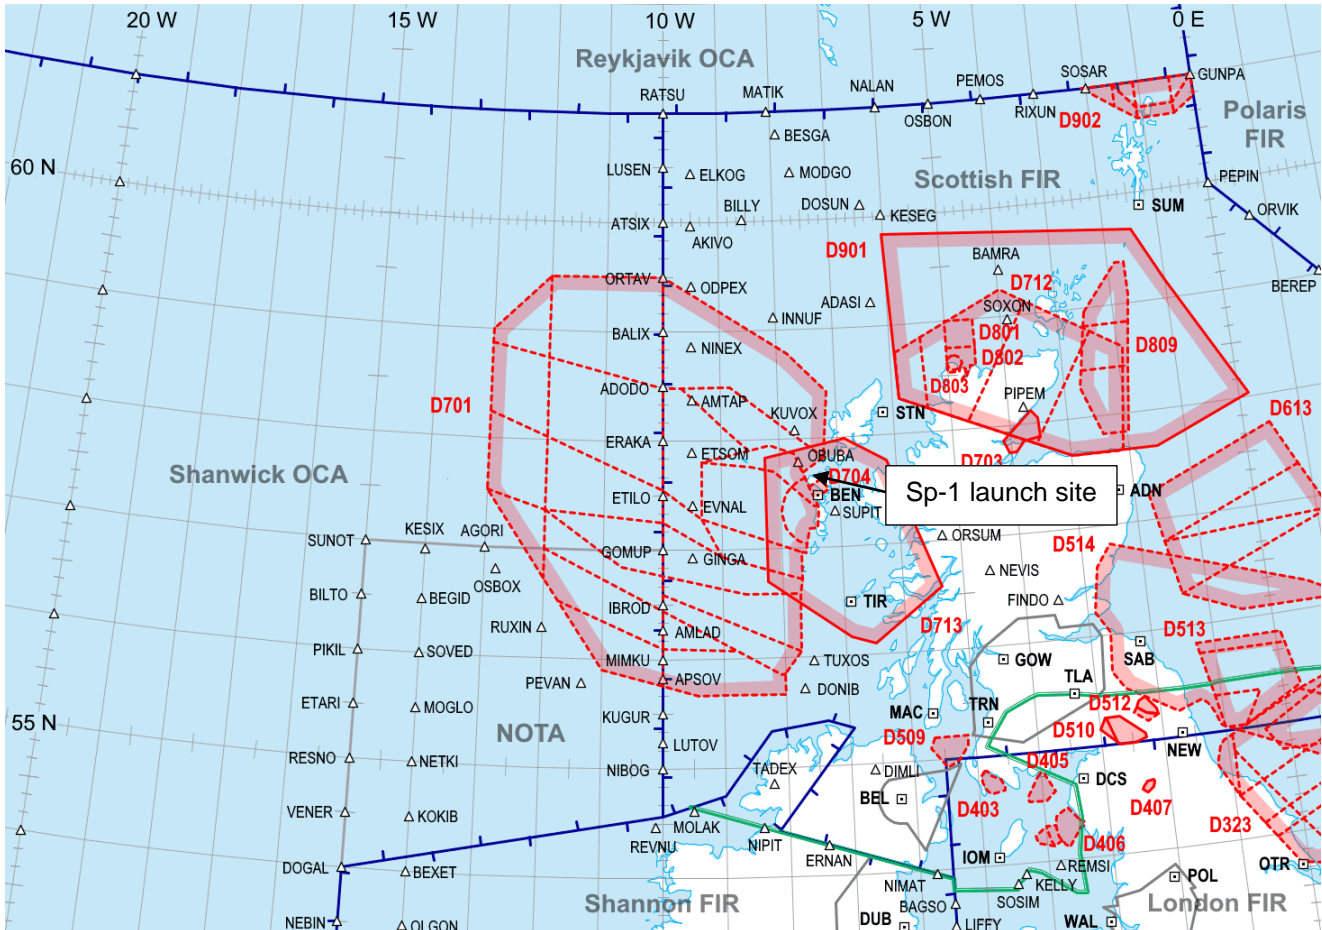 20 W
15 W
10 W
5 W
0 E
Reykjavik OCA
SOSAR
GUNPA
RATSU
MATIK
NALAN
PEMOS
OSBON
RIXUN
D902
Polaris
FIR
BESGA
60 N
LUSEN
ELKOG
MODGO
Scottish FIR
PEPIN
BILLY
DOSUN
KESEG
SUM
ORVIK
ATSIX
AKIVO
D901
BAMRA
ORTAV
ODPEX
D712
BEREP
ADASI
SOXON
INNUF
BALIX
D801
NINEX
D802
D809
D803
ADODO
AMTAP
PIPEM
D701
KUVOX
STN
D613
ERAKA
ETSOM
OBUBA
D703
Shanwick OCA
D704
Sp-1 launch site
ADN
ETILO
BEN
EVNAL
SUPIT
KESIX
AGORI
SUNOT
ORSUM
D514
GOMUP
GINGA
OSBOX
NEVIS
BILTO
BEGID
TIR
FINDO
IBROD
RUXIN
D713
D513
AMLAD
PIKIL
SOVED
MIMKU
TUXOS
GOW
SAB
PEVAN
APSOV
DONIB
TLA
ETARI
MOGLO
MAC
TRN
D512
55 N
NOTA
KUGUR
D510
NEW
LUTOV
D509
RESNO
NETKI
NIBOG
TADEX
DIMLI
D405
DCS
BEL
D403
D407
VENER
KOKIB
MOLAK
D323
REVNU
NIPIT
D406
ERNAN
IOM
REMSI
OTR
DOGAL
BEXET
NIMAT
KELLY
POL
Shannon FIR
BAGSO
SOSIM
London FIR
NEBIN
OLGON
DUB
LIFFY
WAL